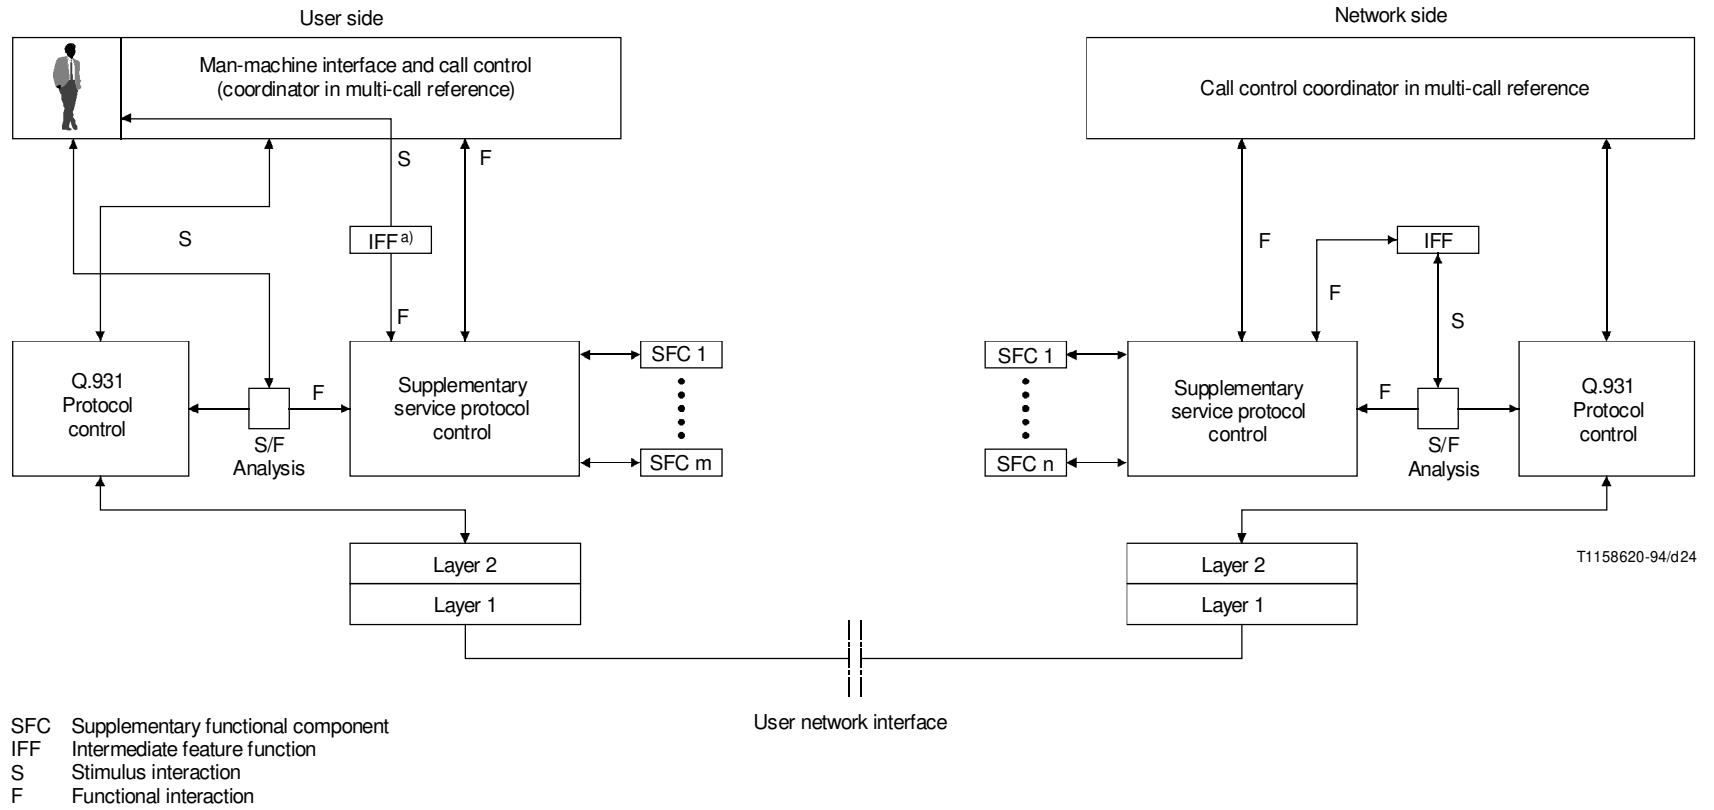 User side
Network side
Man-machine interface and call control
(coordinator in multi-call reference)
Call control coordinator in multi-call reference
S
F
S
IFF a)
F
IFF
F
F
S
Q.931
Protocol
control
F
S/F
Analysis
Supplementary
service protocol
control
SFC 1
SFC m
SFC 1
SFC n
Supplementary
service protocol
control
F
S/F
Analysis
Q.931
Protocol
control
Layer 2
Layer 1
Layer 2
Layer 1
T1158620-94/d24
User network interface
SFC Supplementary functional component
IFF Intermediate feature function
S Stimulus interaction
F Functional interaction